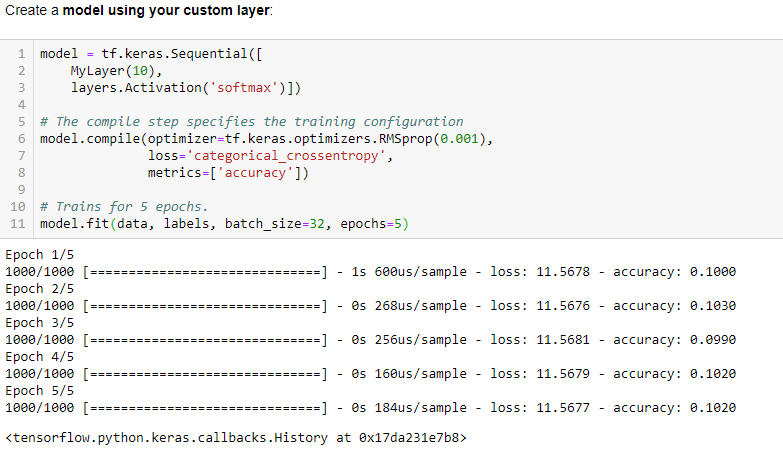 Create a model using your custom layer:
1 model = tf.keras.Sequential([
2     MyLayer(10),
3     layers.Activation('softmax')])
4
5 # The compile step specifies the training configuration
6 model.compile(optimizer=tf.keras.optimizers.RMSprop(0.001),
7               loss='categorical_crossentropy',
8               metrics=['accuracy'])
9
10 # Trains for 5 epochs.
11 model.fit(data, labels, batch_size=32, epochs=5)
Epoch 1/5
1000/1000 [==============================] - 1s 600us/sample - loss: 11.5678 - accuracy: 0.1000
Epoch 2/5
1000/1000 [==============================] - 0s 268us/sample - loss: 11.5676 - accuracy: 0.1030
Epoch 3/5
1000/1000 [==============================] - 0s 256us/sample - loss: 11.5681 - accuracy: 0.0990
Epoch 4/5
1000/1000 [==============================] - 0s 160us/sample - loss: 11.5679 - accuracy: 0.1020
Epoch 5/5
1000/1000 [==============================] - 0s 184us/sample - loss: 11.5677 - accuracy: 0.1020
<tensorflow.python.keras.callbacks.History at 0x17da231e7b8>